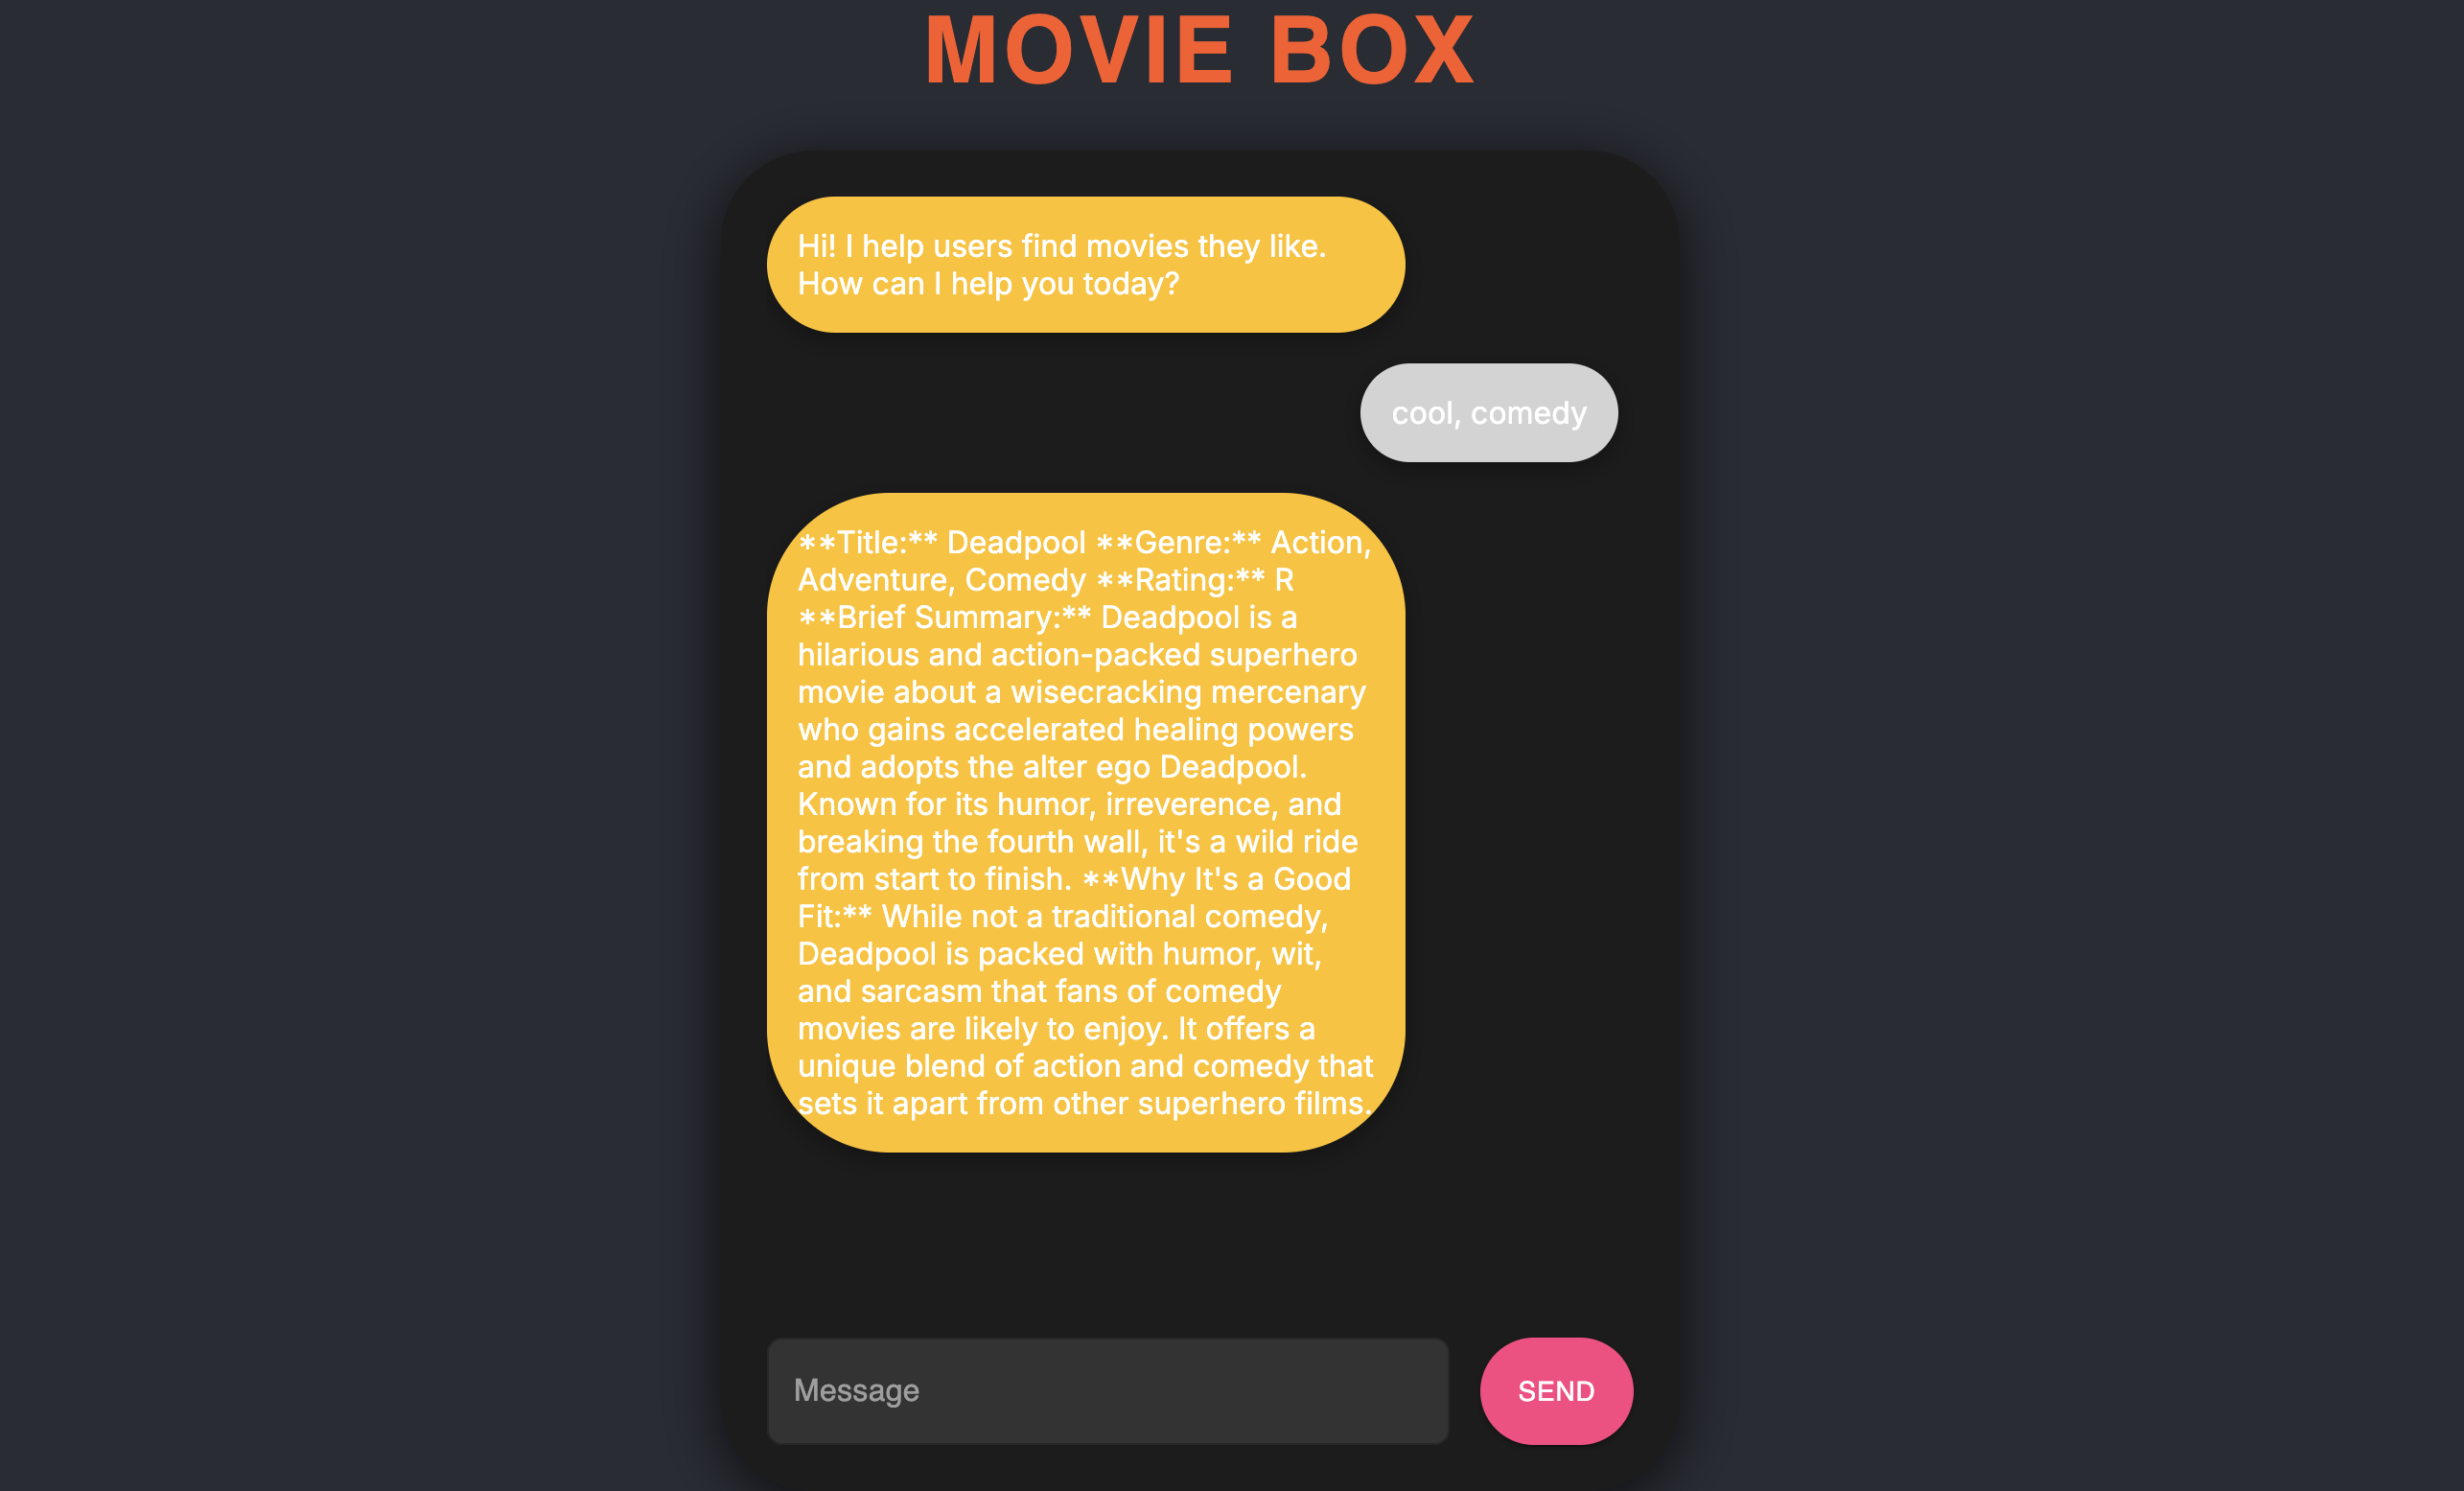 MOVIE BOX
Hi! I help users find movies they like.
How can I help you today?
cool, comedy
**Title:** Deadpool **Genre:** Action,
Adventure, Comedy **Rating:** R
**Brief Summary:** Deadpool is a
hilarious and action-packed superhero
movie about a wisecracking mercenary
who gains accelerated healing powers
and adopts the alter ego Deadpool.
Known for its humor, irreverence, and
breaking the fourth wall, it's a wild ride
from start to finish. **Why It's a Good
Fit:** While not a traditional comedy,
Deadpool is packed with humor, wit,
and sarcasm that fans of comedy
movies are likely to enjoy. It offers a
unique blend of action and comedy that
sets it apart from other superhero films.
Message
SEND